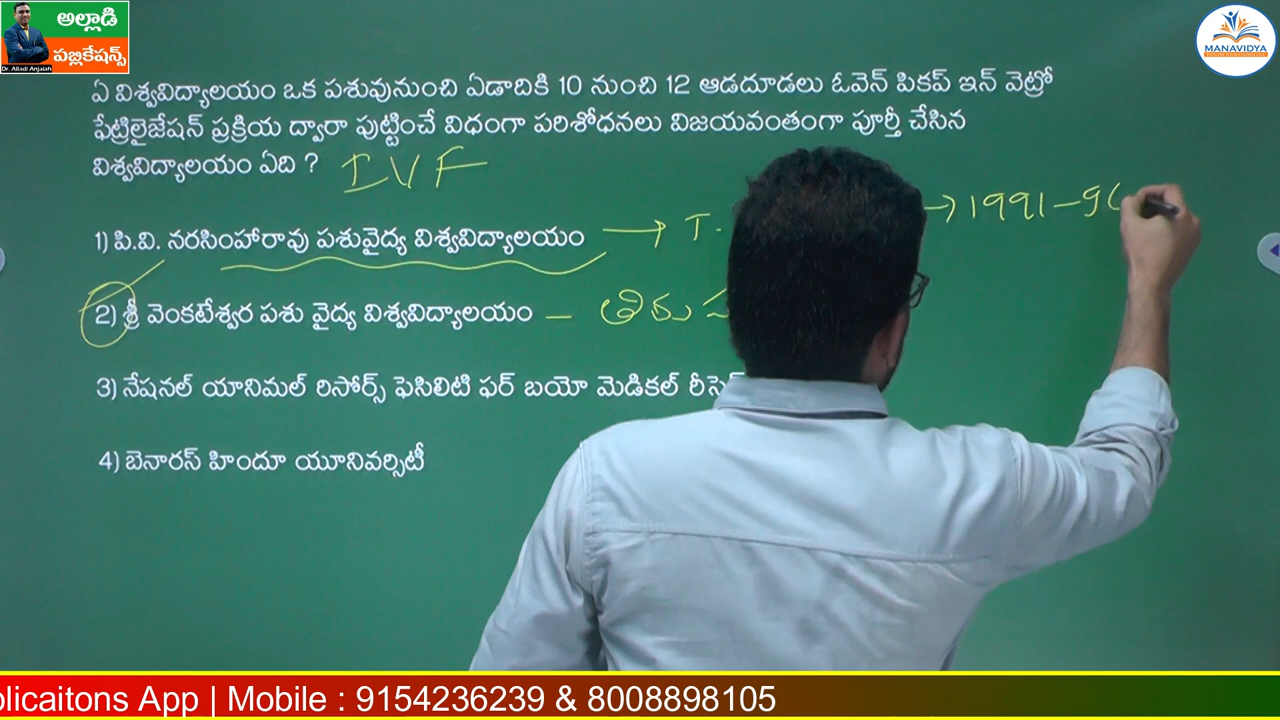 అల్లాడి
పబ్లికేషన్స్
Dr. Alladi Anjaiah
MANAVIDYA
ఏ విశ్వవిద్యాలయం ఒక పశువునుంచి ఏడాదికి 10 నుంచి 12 ఆడదూడలు ఓవెన్ పికప్ ఇన్ వెట్రో
ఫేట్రిలైజేషన్ ప్రక్రియ ద్వారా పుట్టించే విధంగా పరిశోధనలు విజయవంతంగా పూర్తి చేసిన
విశ్వవిద్యాలయం ఏది ? IVF
1) పి.వి. నరసింహారావు పశువైద్య విశ్వవిద్యాలయం → T. → 1991-96
2) శ్రీ వెంకటేశ్వర పశు వైద్య విశ్వవిద్యాలయం - తిరు
3) నేషనల్ యానిమల్ రిసోర్స్ ఫెసిలిటి ఫర్ బయో మెడికల్
4) బెనారస్ హిందూ యూనివర్సిటీ
plicaitons App | Mobile : 9154236239 & 8008898105